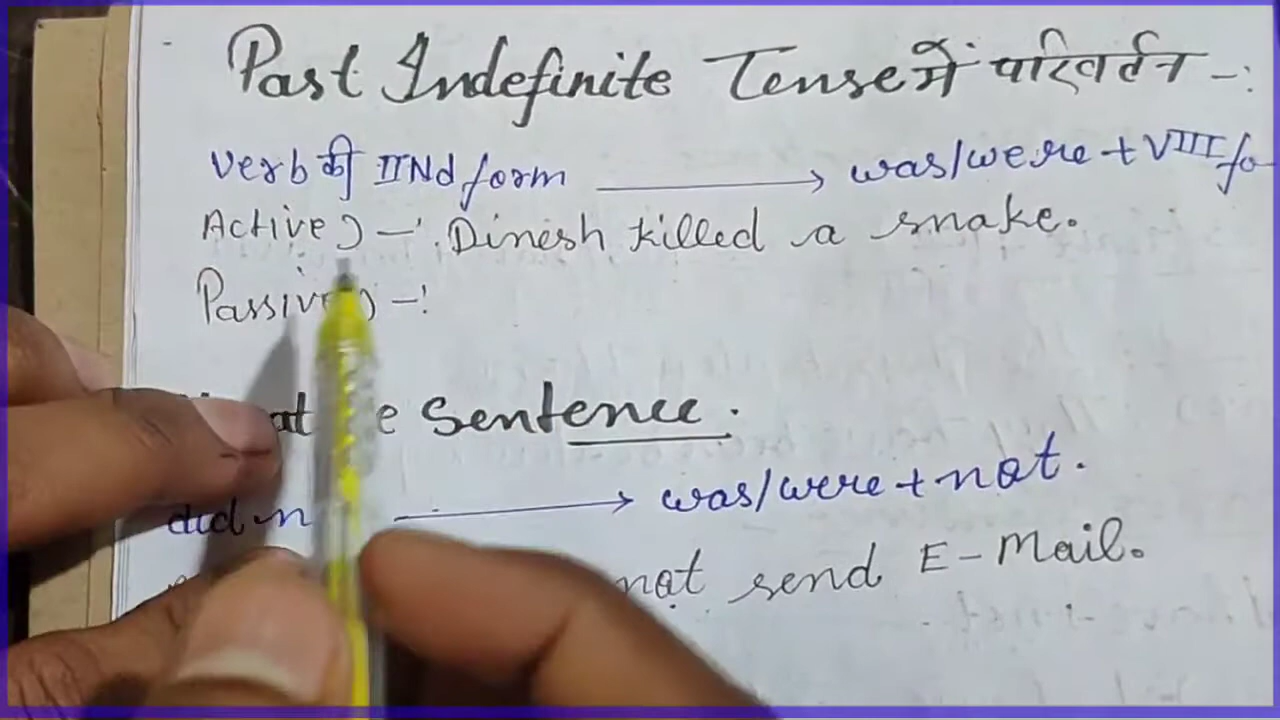 Past Indefinite Tense में परिवर्तन -:
Verb की IINd form → was/were + VIII fo
Active) -: Dinesh killed a snake.
Passive) -:
Sentence.
did → was/were + not.
not send E-Mail.